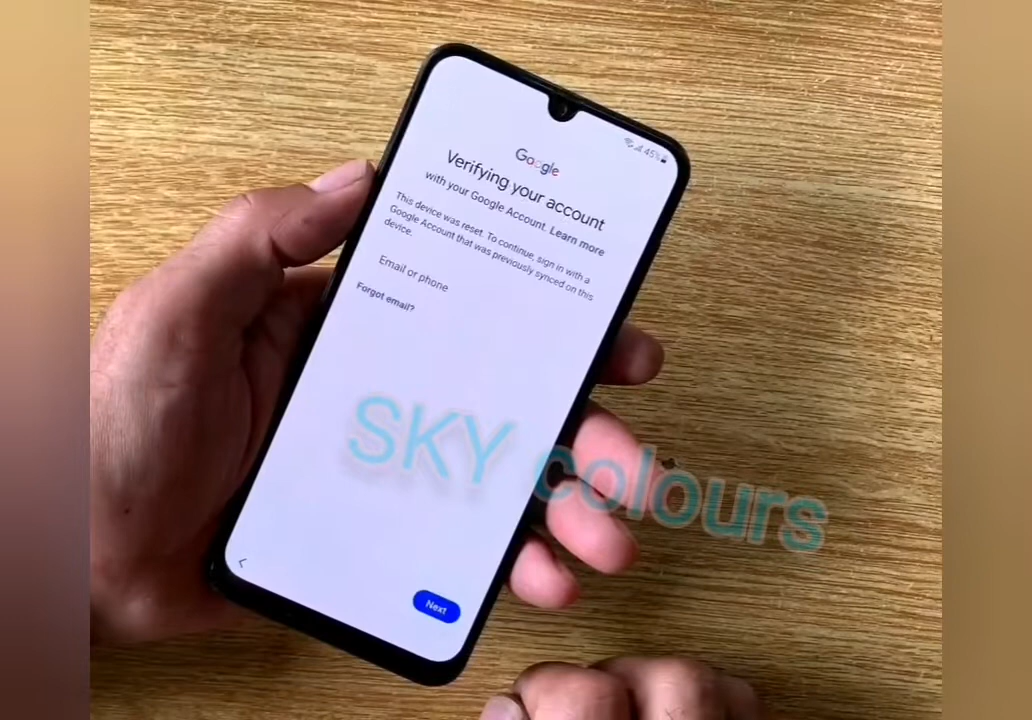 45%
Google
Verifying your account
with your Google Account. Learn more
This device was reset. To continue, sign in with a
Google Account that was previously synced on this
device.
Email or phone
Forgot email?
SKY colours
Next